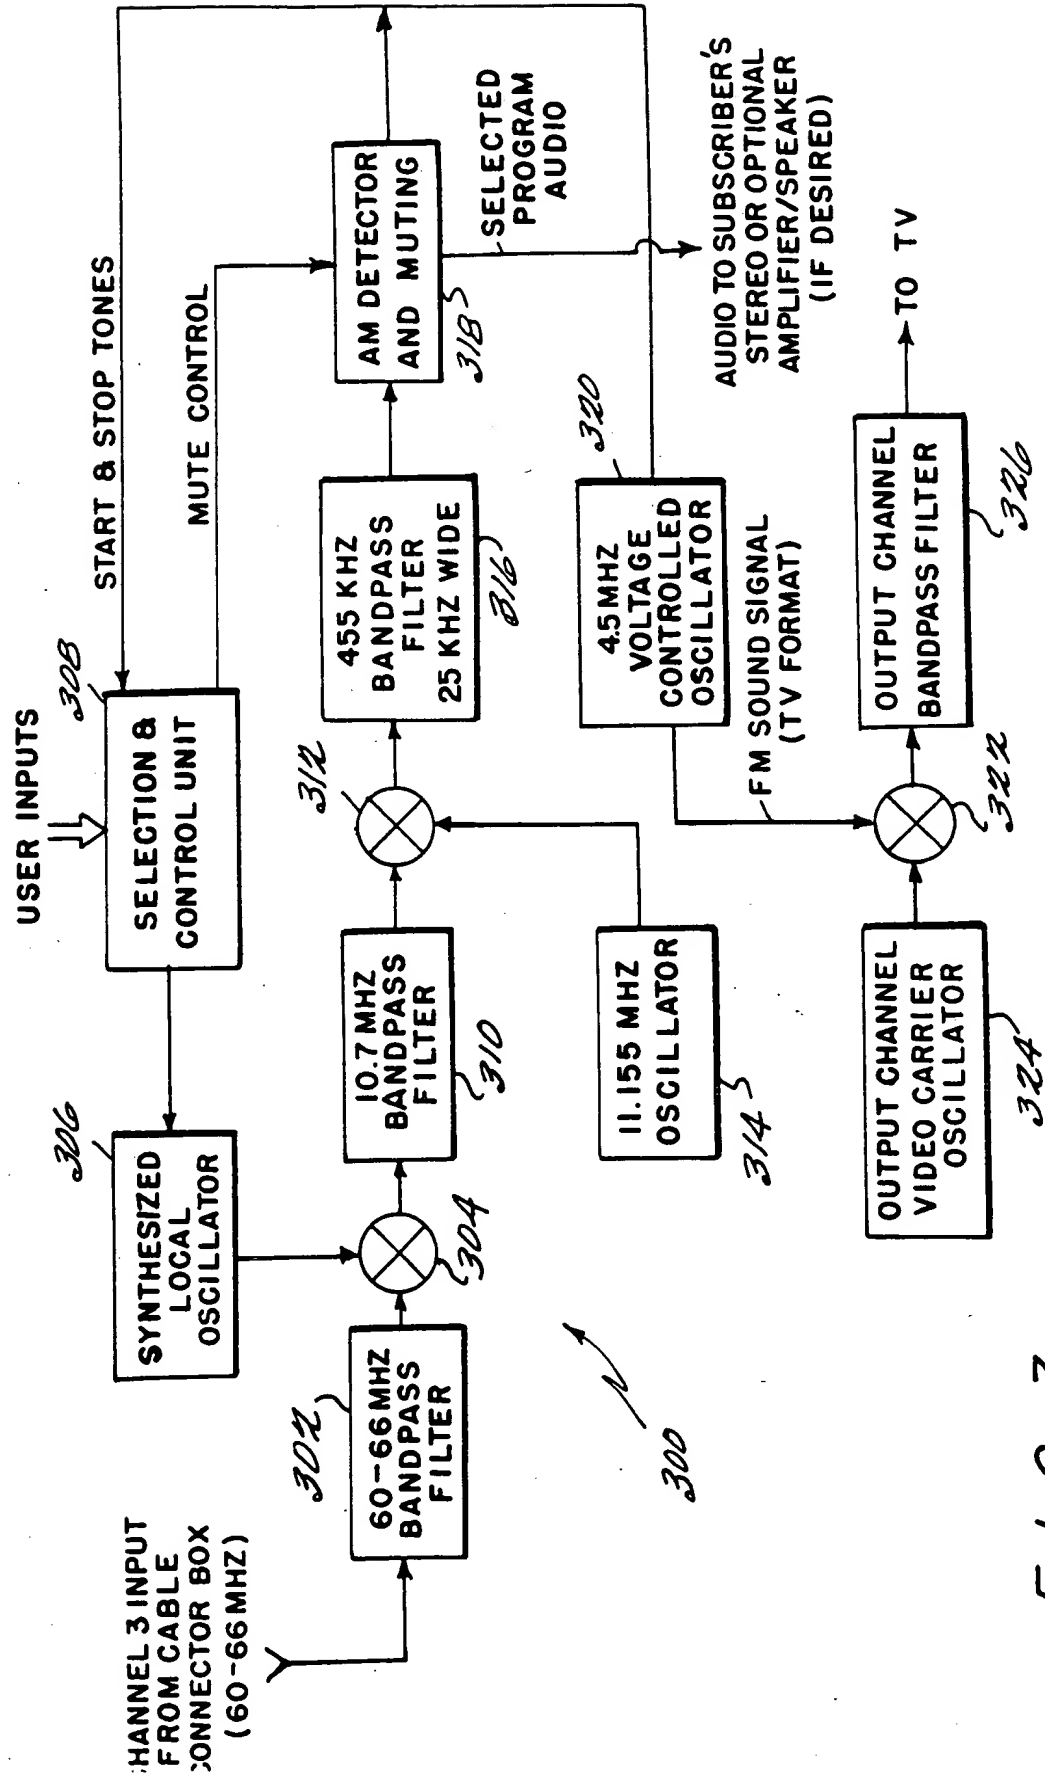 USER INPUTS
308
SELECTION &
CONTROL UNIT
START & STOP TONES
MUTE CONTROL
306
SYNTHESIZED
LOCAL
OSCILLATOR
HANNEL 3 INPUT
FROM CABLE
ONNECTOR BOX
(60-66MHZ)
302
60-66MHZ
BANDPASS
FILTER
304
10.7 MHZ
BANDPASS
FILTER
310
312
455 KHZ
BANDPASS
FILTER
25 KHZ WIDE
316
AM DETECTOR
AND MUTING
318
SELECTED
PROGRAM
AUDIO
300
11.155 MHZ
OSCILLATOR
314
320
4.5MHZ
VOLTAGE
CONTROLLED
OSCILLATOR
FM SOUND SIGNAL
(TV FORMAT)
AUDIO TO SUBSCRIBER'S
STEREO OR OPTIONAL
AMPLIFIER/SPEAKER
(IF DESIRED)
OUTPUT CHANNEL
VIDEO CARRIER
OSCILLATOR
324
322
OUTPUT CHANNEL
BANDPASS FILTER
326
TO TV